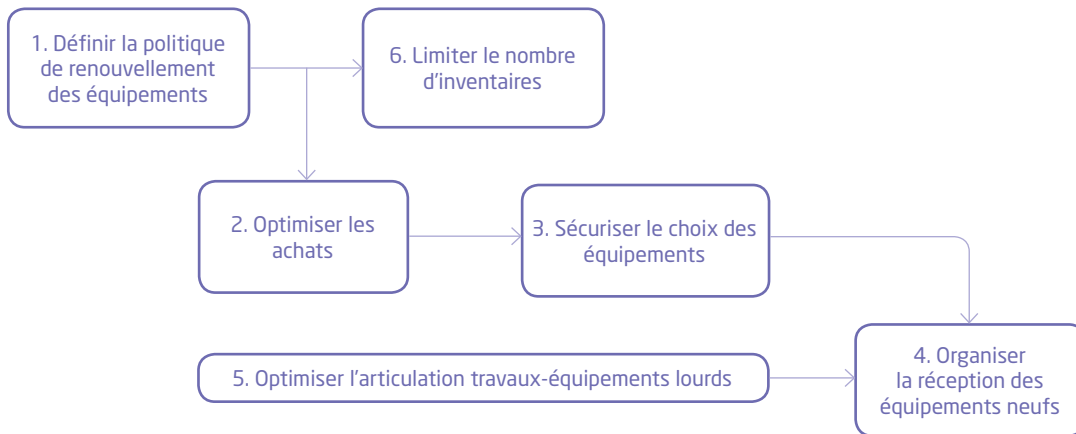 1. Définir la politique
de renouvellement
des équipements
6. Limiter le nombre
d’inventaires
2. Optimiser les
achats
3. Sécuriser le choix des
équipements
4. Organiser
la réception des
équipements neufs
5. Optimiser l’articulation travaux-équipements lourds